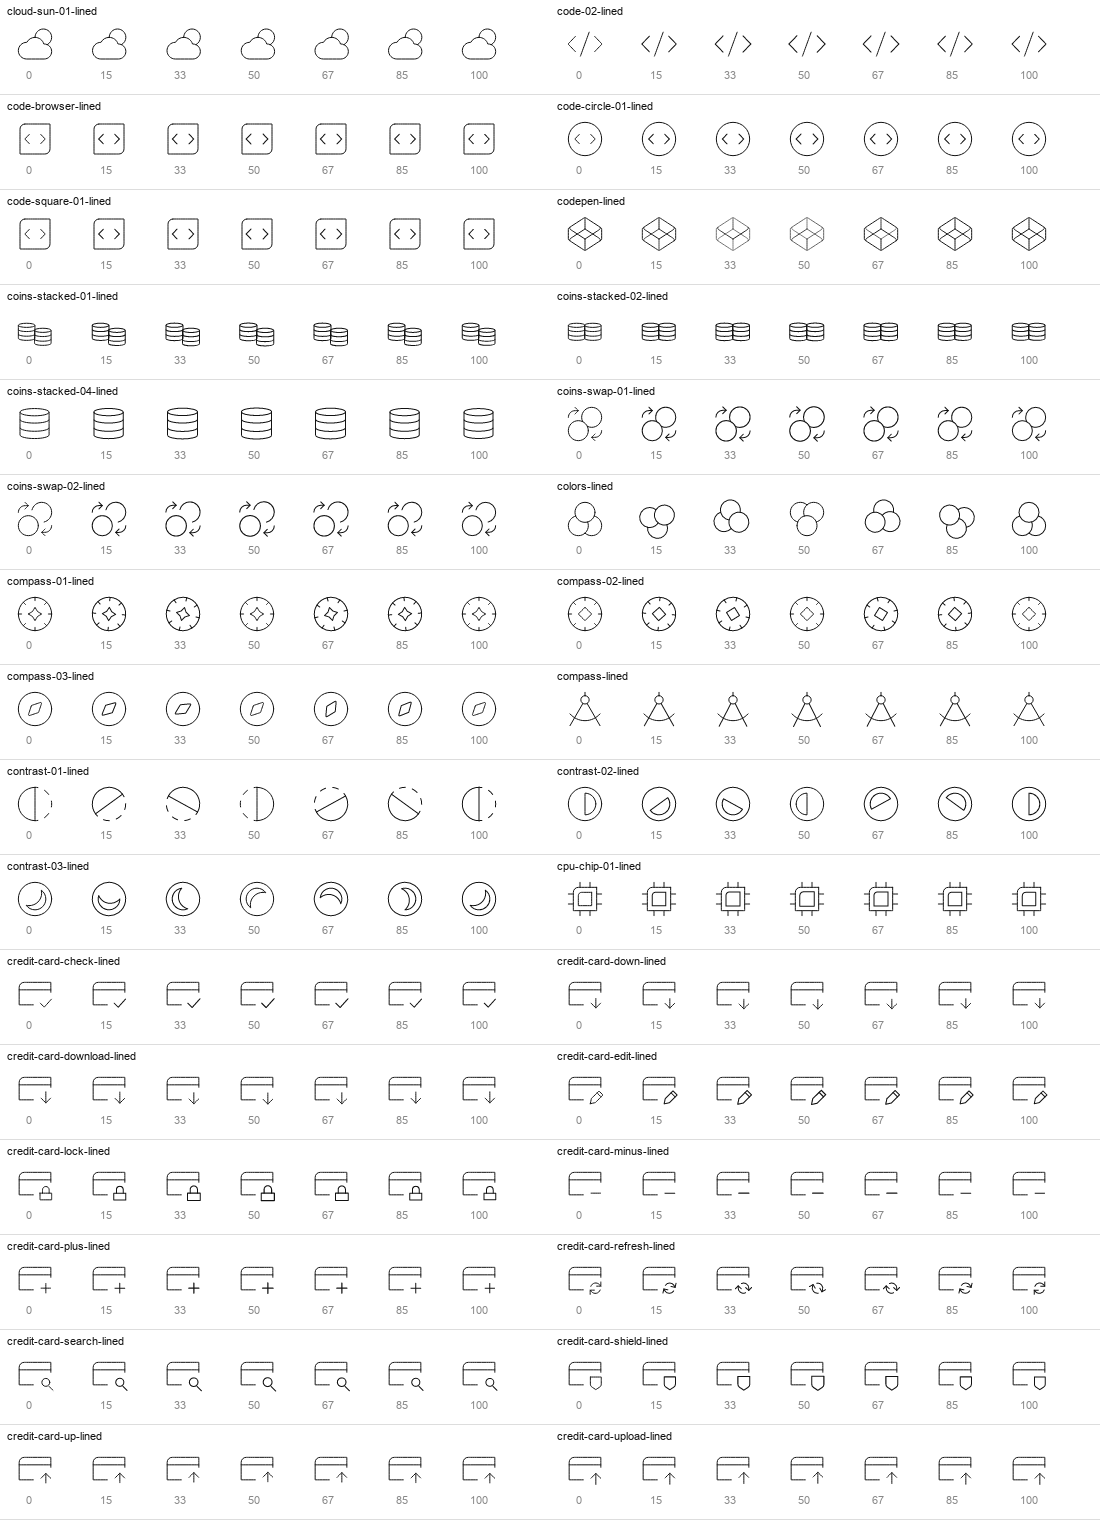 cloud-sun-01-lined
0 15 33 50 67 85 100
code-02-lined
0 15 33 50 67 85 100
code-browser-lined
0 15 33 50 67 85 100
code-circle-01-lined
0 15 33 50 67 85 100
code-square-01-lined
0 15 33 50 67 85 100
codepen-lined
0 15 33 50 67 85 100
coins-stacked-01-lined
0 15 33 50 67 85 100
coins-stacked-02-lined
0 15 33 50 67 85 100
coins-stacked-04-lined
0 15 33 50 67 85 100
coins-swap-01-lined
0 15 33 50 67 85 100
coins-swap-02-lined
0 15 33 50 67 85 100
colors-lined
0 15 33 50 67 85 100
compass-01-lined
0 15 33 50 67 85 100
compass-02-lined
0 15 33 50 67 85 100
compass-03-lined
0 15 33 50 67 85 100
compass-lined
0 15 33 50 67 85 100
contrast-01-lined
0 15 33 50 67 85 100
contrast-02-lined
0 15 33 50 67 85 100
contrast-03-lined
0 15 33 50 67 85 100
cpu-chip-01-lined
0 15 33 50 67 85 100
credit-card-check-lined
0 15 33 50 67 85 100
credit-card-down-lined
0 15 33 50 67 85 100
credit-card-download-lined
0 15 33 50 67 85 100
credit-card-edit-lined
0 15 33 50 67 85 100
credit-card-lock-lined
0 15 33 50 67 85 100
credit-card-minus-lined
0 15 33 50 67 85 100
credit-card-plus-lined
0 15 33 50 67 85 100
credit-card-refresh-lined
0 15 33 50 67 85 100
credit-card-search-lined
0 15 33 50 67 85 100
credit-card-shield-lined
0 15 33 50 67 85 100
credit-card-up-lined
0 15 33 50 67 85 100
credit-card-upload-lined
0 15 33 50 67 85 100